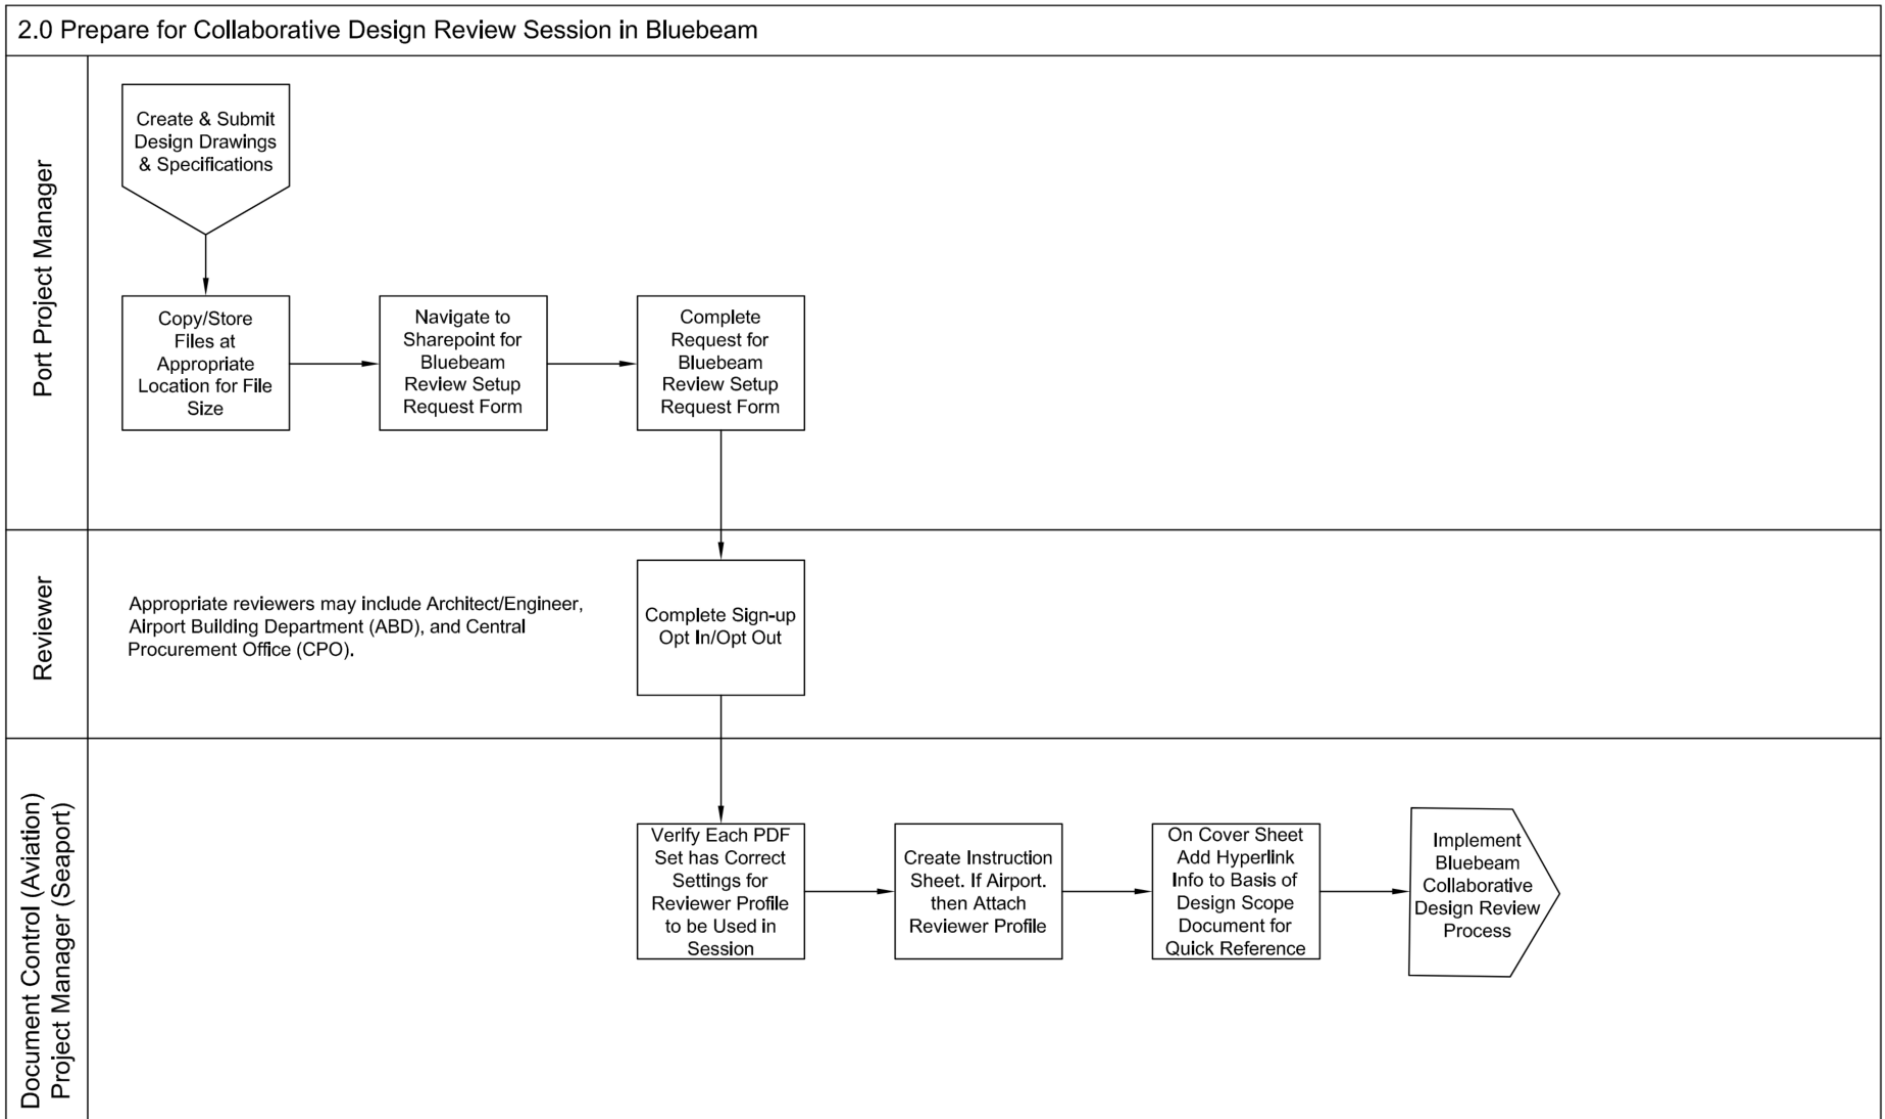 2.0 Prepare for Collaborative Design Review Session in Bluebeam
Port Project Manager
Create & Submit
Design Drawings
& Specifications
Copy/Store
Files at
Appropriate
Location for File
Size
Navigate to
Sharepoint for
Bluebeam
Review Setup
Request Form
Complete
Request for
Bluebeam
Review Setup
Request Form
Reviewer
Appropriate reviewers may include Architect/Engineer,
Airport Building Department (ABD), and Central
Procurement Office (CPO).
Complete Sign-up
Opt In/Opt Out
Document Control (Aviation)
Project Manager (Seaport)
Verify Each PDF
Set has Correct
Settings for
Reviewer Profile
to be Used in
Session
Create Instruction
Sheet. If Airport.
then Attach
Reviewer Profile
On Cover Sheet
Add Hyperlink
Info to Basis of
Design Scope
Document for
Quick Reference
Implement
Bluebeam
Collaborative
Design Review
Process